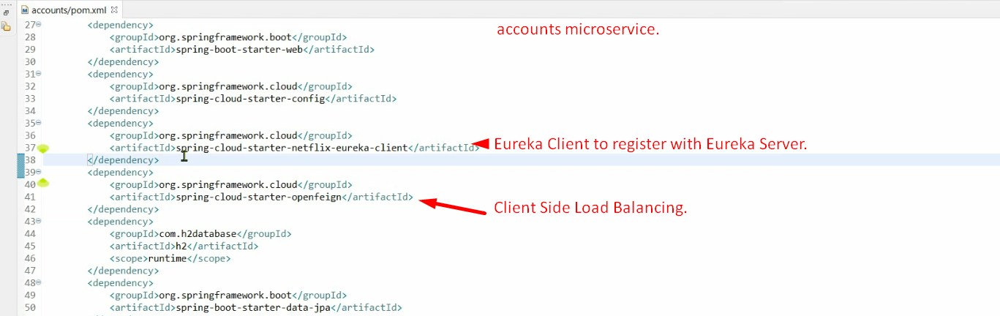 accounts/pom.xml
accounts microservice.
27 <dependency>
28 <groupId>org.springframework.boot</groupId>
29 <artifactId>spring-boot-starter-web</artifactId>
30 </dependency>
31 <dependency>
32 <groupId>org.springframework.cloud</groupId>
33 <artifactId>spring-cloud-starter-config</artifactId>
34 </dependency>
35 <dependency>
36 <groupId>org.springframework.cloud</groupId>
37 <artifactId>spring-cloud-starter-netflix-eureka-client</artifactId> Eureka Client to register with Eureka Server.
38 </dependency>
39 <dependency>
40 <groupId>org.springframework.cloud</groupId>
41 <artifactId>spring-cloud-starter-openfeign</artifactId> Client Side Load Balancing.
42 </dependency>
43 <dependency>
44 <groupId>com.h2database</groupId>
45 <artifactId>h2</artifactId>
46 <scope>runtime</scope>
47 </dependency>
48 <dependency>
49 <groupId>org.springframework.boot</groupId>
50 <artifactId>spring-boot-starter-data-jpa</artifactId>